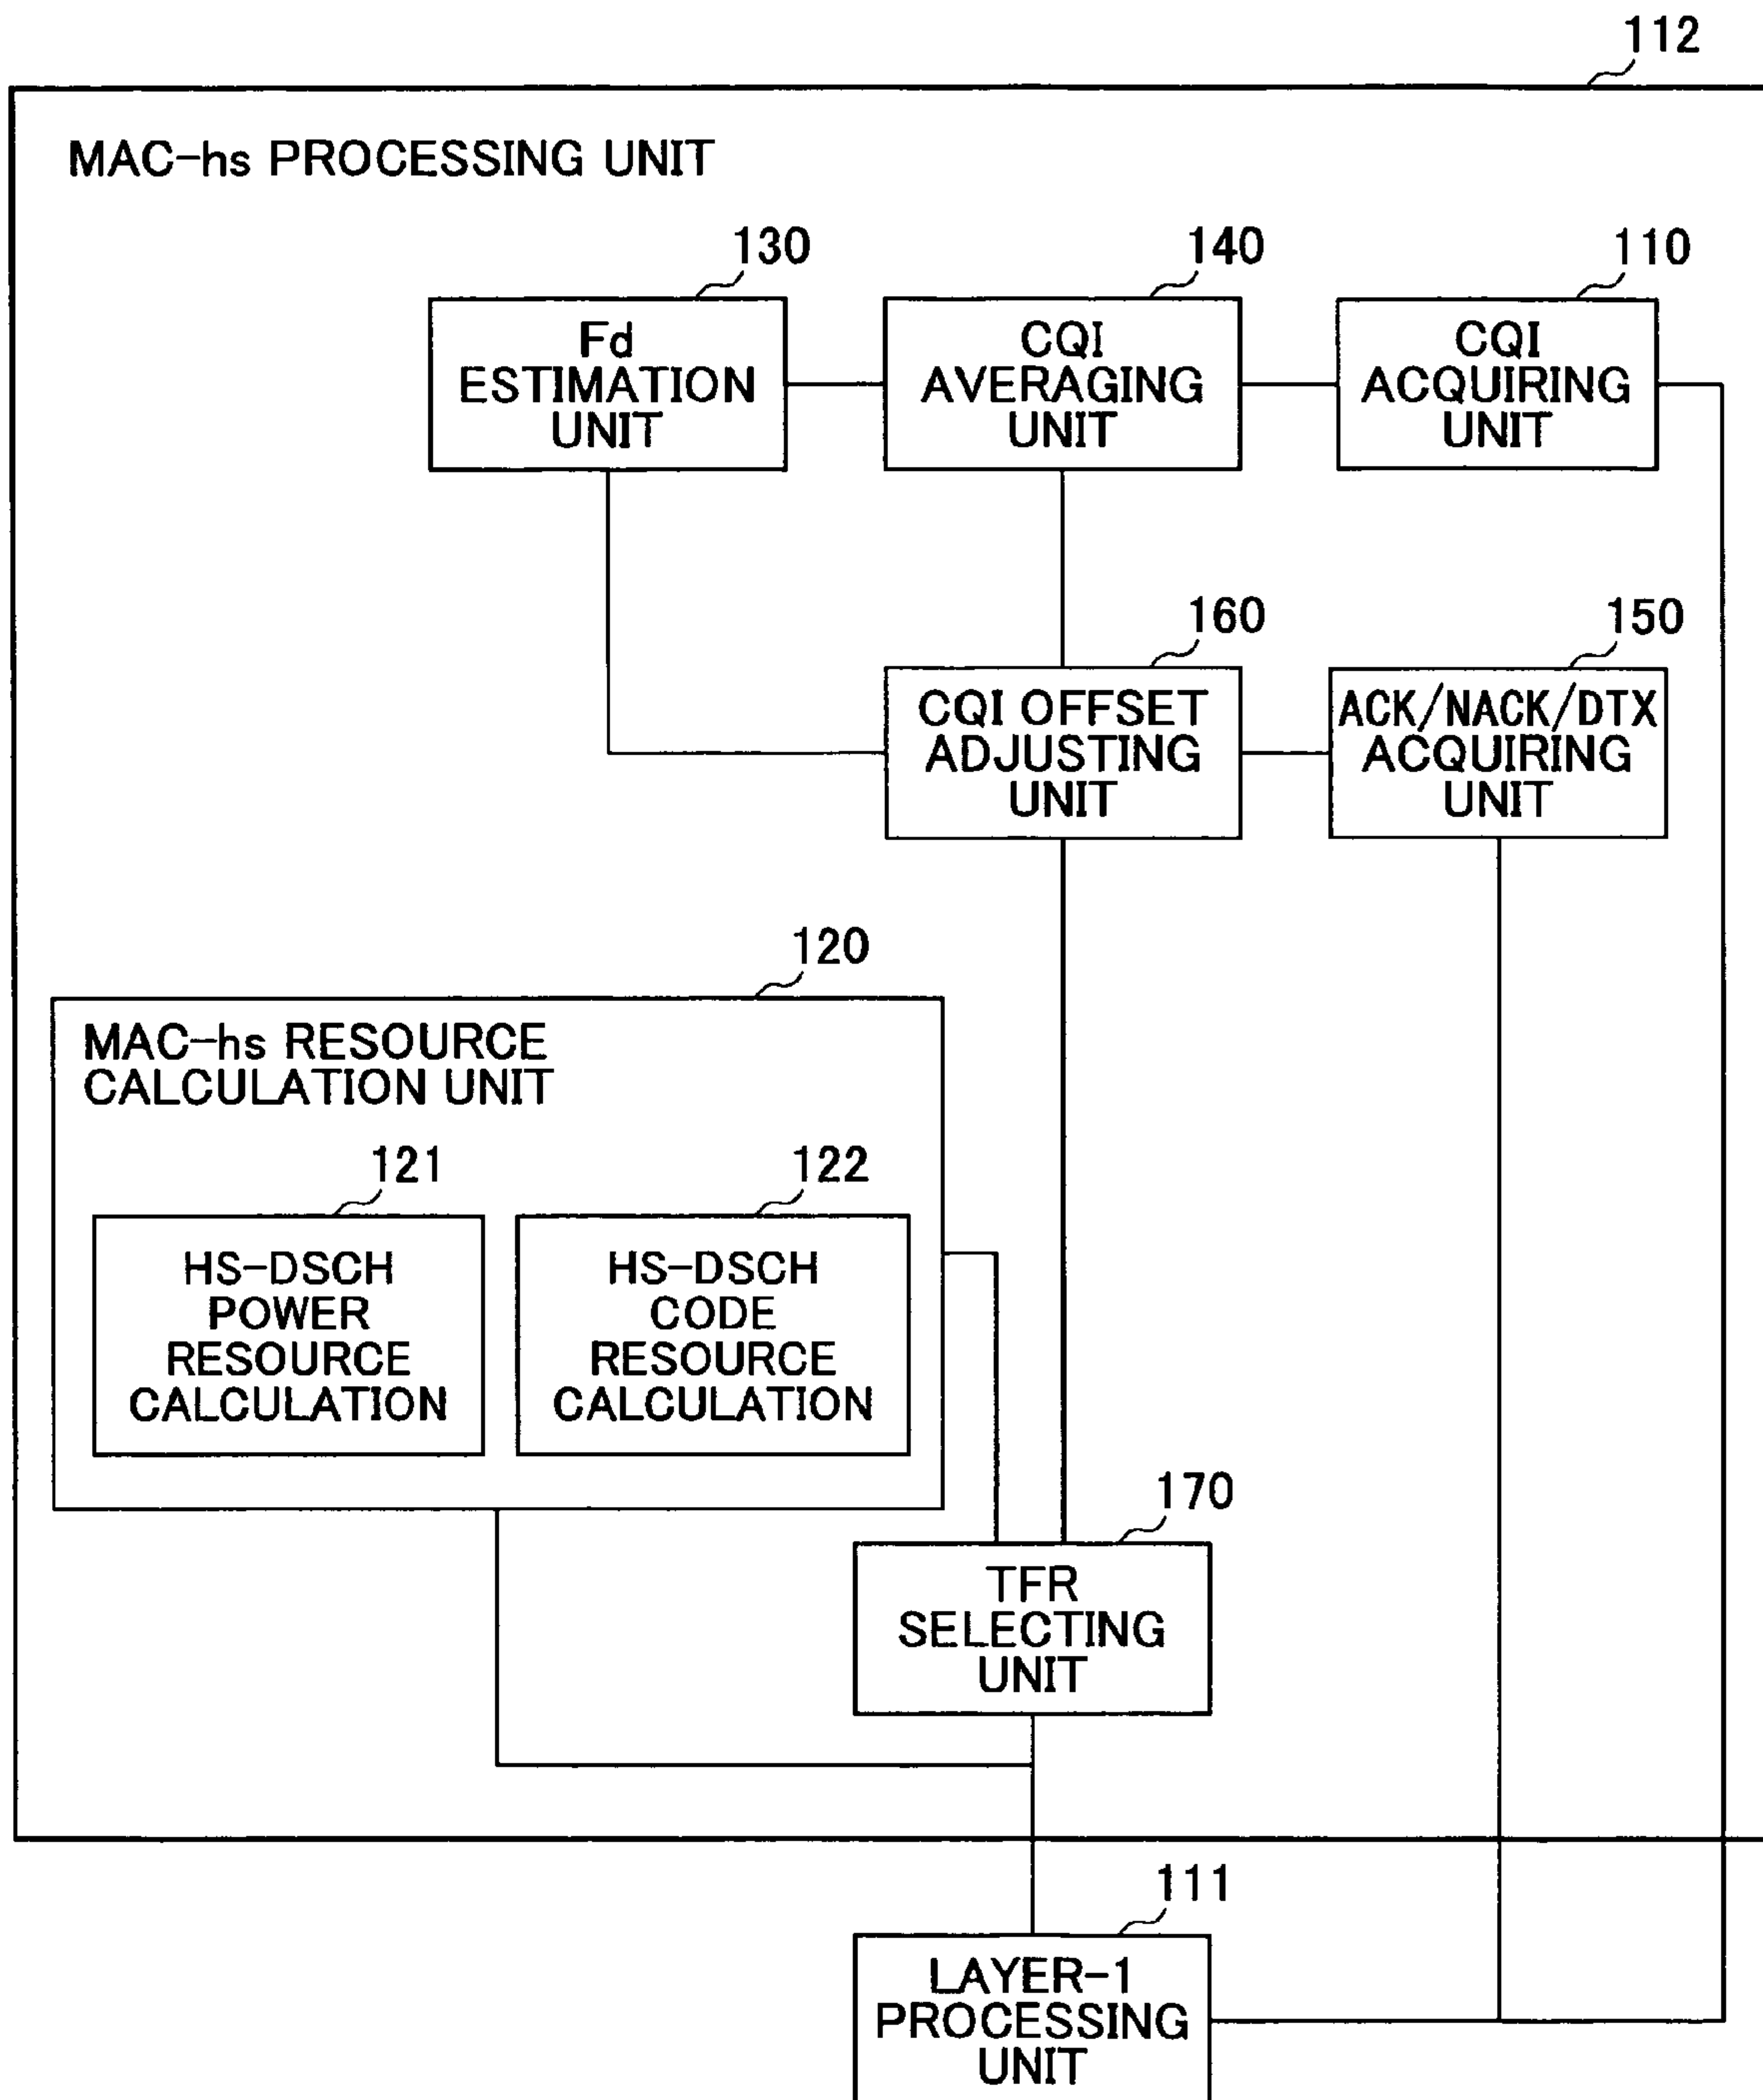 112
MAC-hs PROCESSING UNIT
130
140
110
Fd
ESTIMATION
UNIT
CQI
AVERAGING
UNIT
CQI
ACQUIRING
UNIT
160
150
CQI OFFSET
ADJUSTING
UNIT
ACK/NACK/DTX
ACQUIRING
UNIT
120
MAC-hs RESOURCE
CALCULATION UNIT
121
122
HS-DSCH
POWER
RESOURCE
CALCULATION
HS-DSCH
CODE
RESOURCE
CALCULATION
170
TFR
SELECTING
UNIT
111
LAYER-1
PROCESSING
UNIT